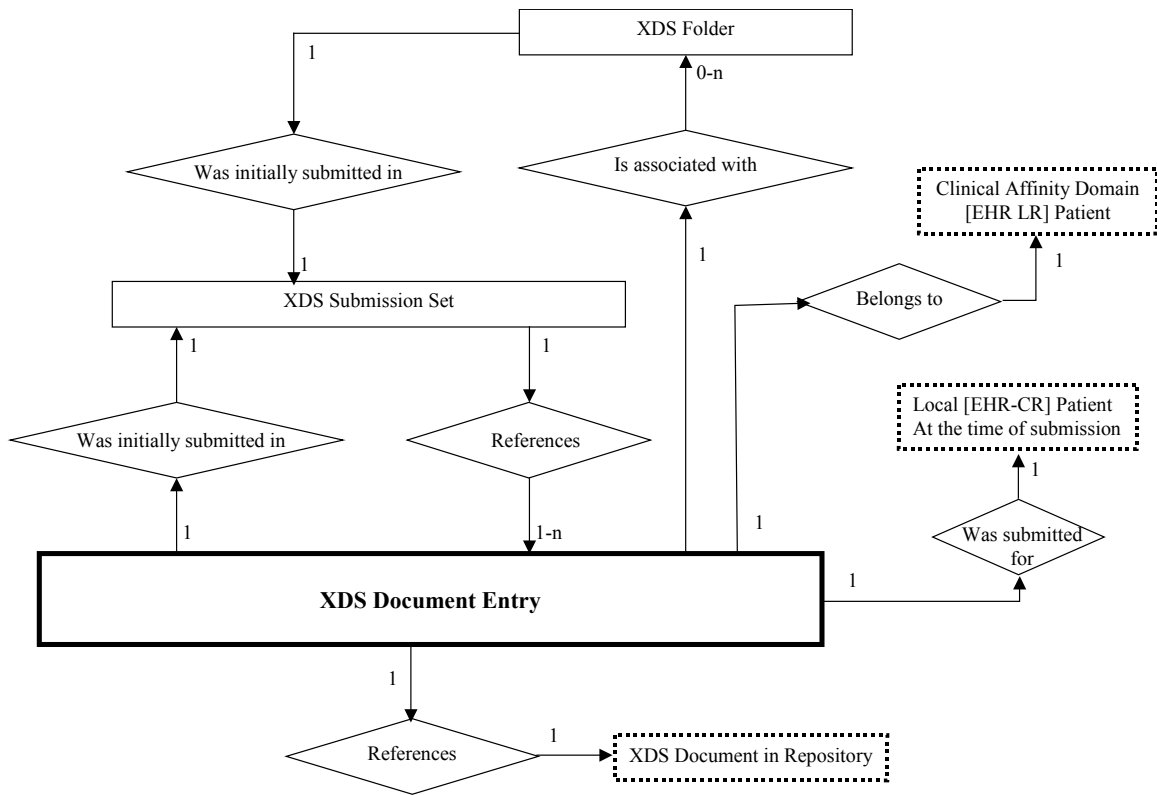 XDS Folder
1
0-n
Was initially submitted in
Is associated with
Clinical Affinity Domain
[EHR LR] Patient
1
1
1
XDS Submission Set
Belongs to
1
1
Local [EHR-CR] Patient
At the time of submission
Was initially submitted in
References
1
Was submitted
for
1
1-n
1
1
XDS Document Entry
1
References
1
XDS Document in Repository